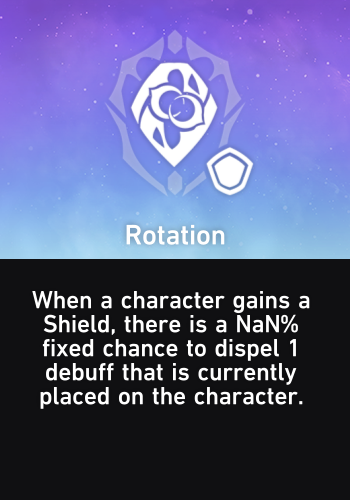 Rotation
When a character gains a
Shield, there is a NaN%
fixed chance to dispel 1
debuff that is currently
placed on the character.